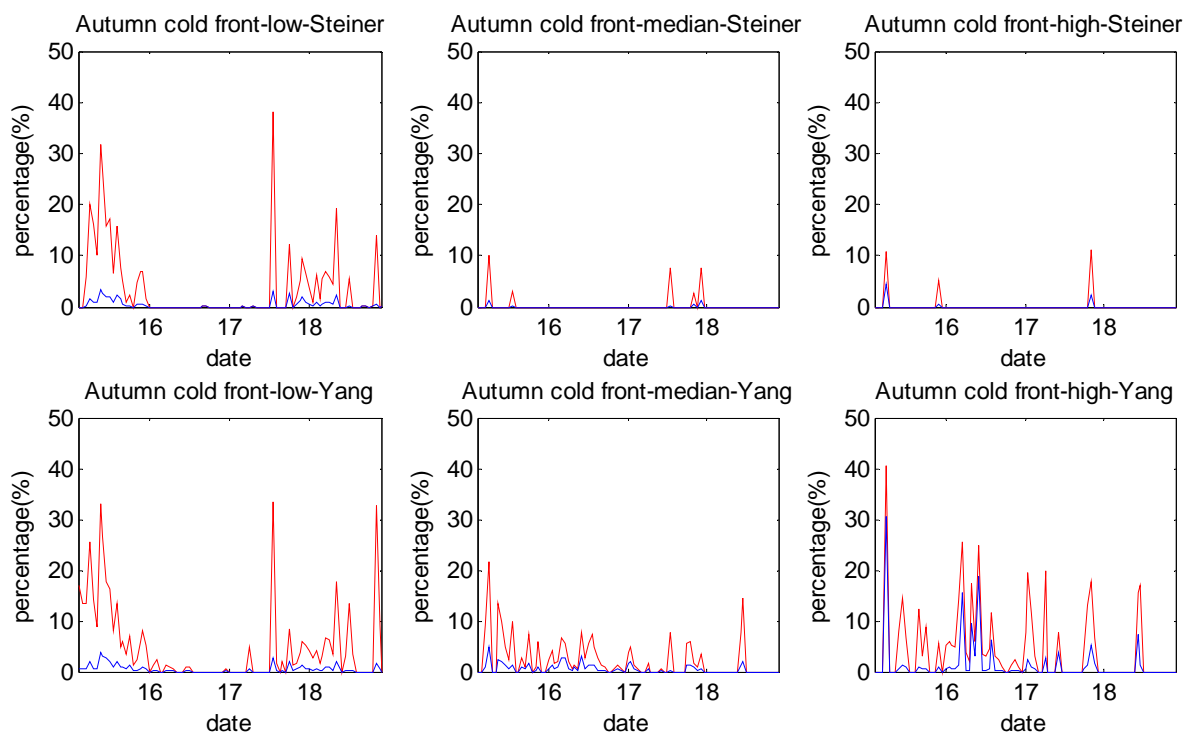 Autumn cold front-low-Steiner
50
40
30
20
10
0
percentage(%)
16 17 18
date
Autumn cold front-median-Steiner
50
40
30
20
10
0
percentage(%)
16 17 18
date
Autumn cold front-high-Steiner
50
40
30
20
10
0
percentage(%)
16 17 18
date
Autumn cold front-low-Yang
50
40
30
20
10
0
percentage(%)
16 17 18
date
Autumn cold front-median-Yang
50
40
30
20
10
0
percentage(%)
16 17 18
date
Autumn cold front-high-Yang
50
40
30
20
10
0
percentage(%)
16 17 18
date